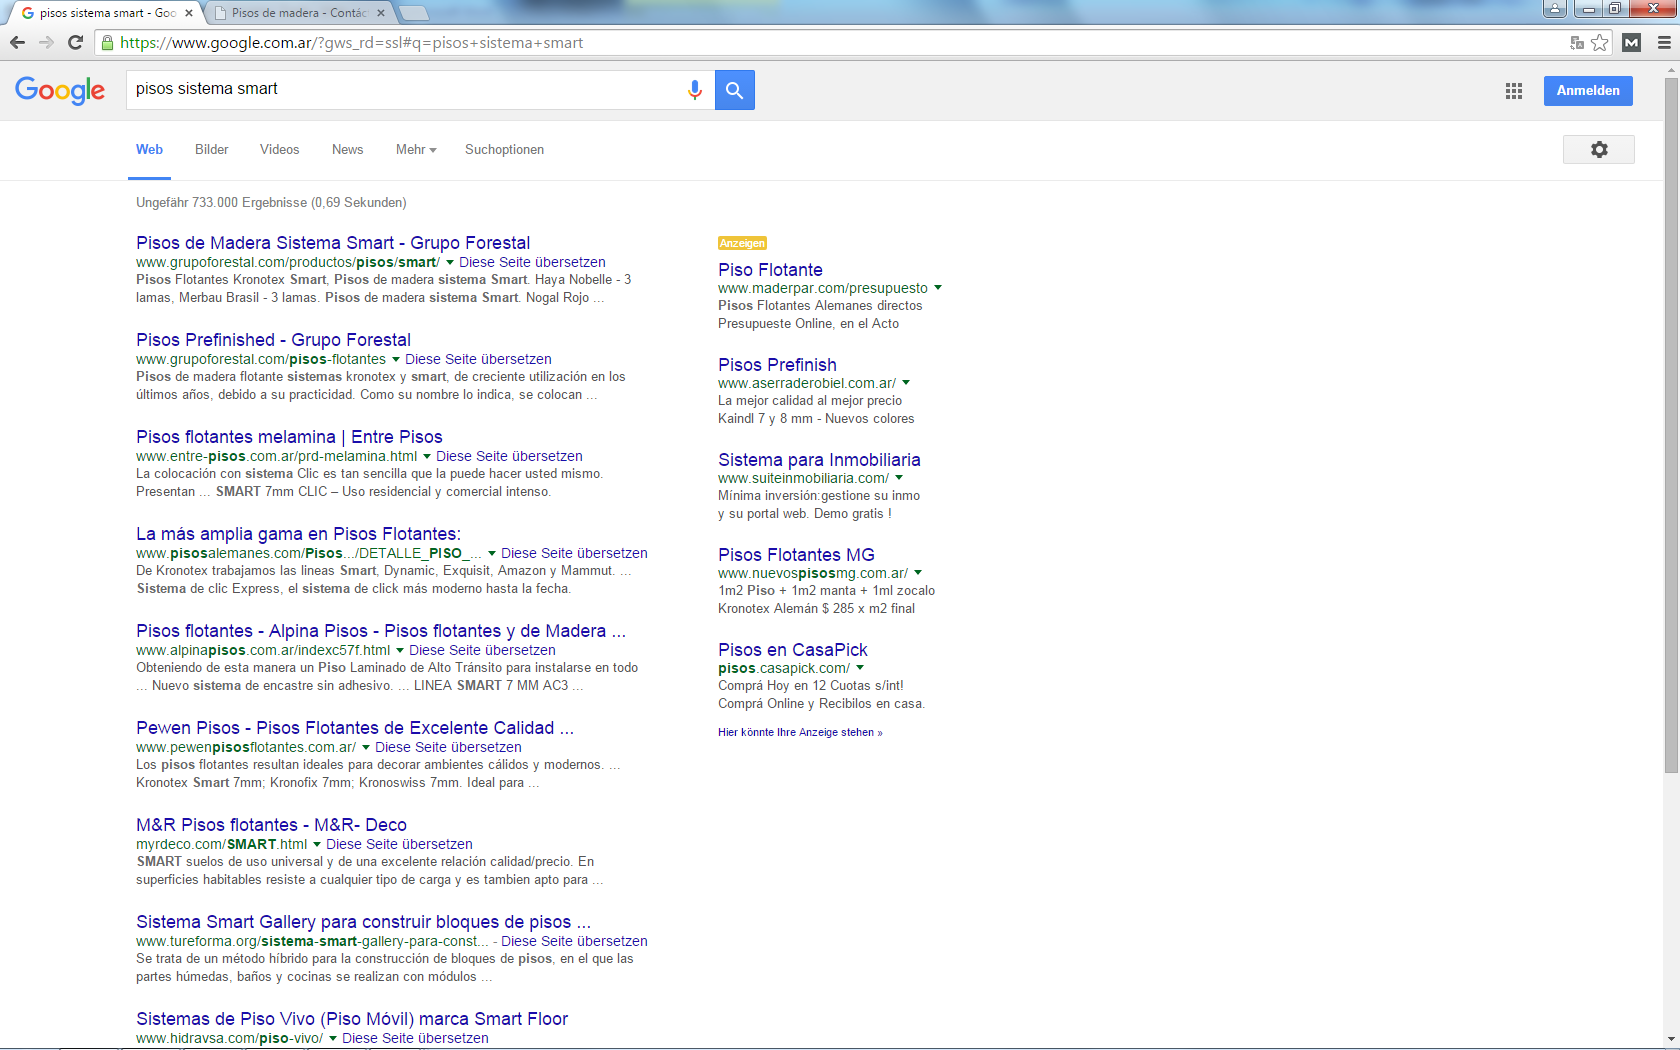 pisos sistema smart - Goo
Pisos de madera - Contác
https://www.google.com.ar/?gws_rd=ssl#q=pisos+sistema+smart
Google
pisos sistema smart
Anmelden
Web
Bilder
Videos
News
Mehr
Suchoptionen
Ungefähr 733.000 Ergebnisse (0,69 Sekunden)
Pisos de Madera Sistema Smart - Grupo Forestal
www.grupoforestal.com/productos/pisos/smart/ Diese Seite übersetzen
Pisos Flotantes Kronotex Smart, Pisos de madera sistema Smart. Haya Nobelle - 3
lamas, Merbau Brasil - 3 lamas. Pisos de madera sistema Smart. Nogal Rojo ...
Pisos Prefinished - Grupo Forestal
www.grupoforestal.com/pisos-flotantes Diese Seite übersetzen
Pisos de madera flotante sistemas kronotex y smart, de creciente utilización en los
últimos años, debido a su practicidad. Como su nombre lo indica, se colocan ...
Pisos flotantes melamina | Entre Pisos
www.entre-pisos.com.ar/prd-melamina.html Diese Seite übersetzen
La colocación con sistema Clic es tan sencilla que la puede hacer usted mismo.
Presentan ... SMART 7mm CLIC – Uso residencial y comercial intenso.
La más amplia gama en Pisos Flotantes:
www.pisosalemanes.com/Pisos.../DETALLE_PISO_... Diese Seite übersetzen
De Kronotex trabajamos las lineas Smart, Dynamic, Exquisit, Amazon y Mammut. ...
Sistema de clic Express, el sistema de click más moderno hasta la fecha.
Pisos flotantes - Alpina Pisos - Pisos flotantes y de Madera ...
www.alpinapisos.com.ar/indexc57f.html Diese Seite übersetzen
Obteniendo de esta manera un Piso Laminado de Alto Tránsito para instalarse en todo
... Nuevo sistema de encastre sin adhesivo. ... LINEA SMART 7 MM AC3 ...
Pewen Pisos - Pisos Flotantes de Excelente Calidad ...
www.pewenpisosflotantes.com.ar/ Diese Seite übersetzen
Los pisos flotantes resultan ideales para decorar ambientes cálidos y modernos. ...
Kronotex Smart 7mm; Kronofix 7mm; Kronoswiss 7mm. Ideal para ...
M&R Pisos flotantes - M&R- Deco
myrdeco.com/SMART.html Diese Seite übersetzen
SMART suelos de uso universal y de una excelente relación calidad/precio. En
superficies habitables resiste a cualquier tipo de carga y es tambien apto para ...
Sistema Smart Gallery para construir bloques de pisos ...
www.tureforma.org/sistema-smart-gallery-para-const... - Diese Seite übersetzen
Se trata de un método híbrido para la construcción de bloques de pisos, en el que las
partes húmedas, baños y cocinas se realizan con módulos ...
Sistemas de Piso Vivo (Piso Móvil) marca Smart Floor
www.hidravsa.com/piso-vivo/ Diese Seite übersetzen
Anzeigen
Piso Flotante
www.maderpar.com/presupuesto
Pisos Flotantes Alemanes directos
Presupueste Online, en el Acto
Pisos Prefinish
www.aserraderobiel.com.ar/
La mejor calidad al mejor precio
Kaindl 7 y 8 mm - Nuevos colores
Sistema para Inmobiliaria
www.suiteinmobiliaria.com/
Mínima inversión:gestione su inmo
y su portal web. Demo gratis !
Pisos Flotantes MG
www.nuevospisosmg.com.ar/
1m2 Piso + 1m2 manta + 1ml zocalo
Kronotex Alemán $ 285 x m2 final
Pisos en CasaPick
pisos.casapick.com/
Comprá Hoy en 12 Cuotas s/int!
Comprá Online y Recibilos en casa.
Hier könnte Ihre Anzeige stehen »